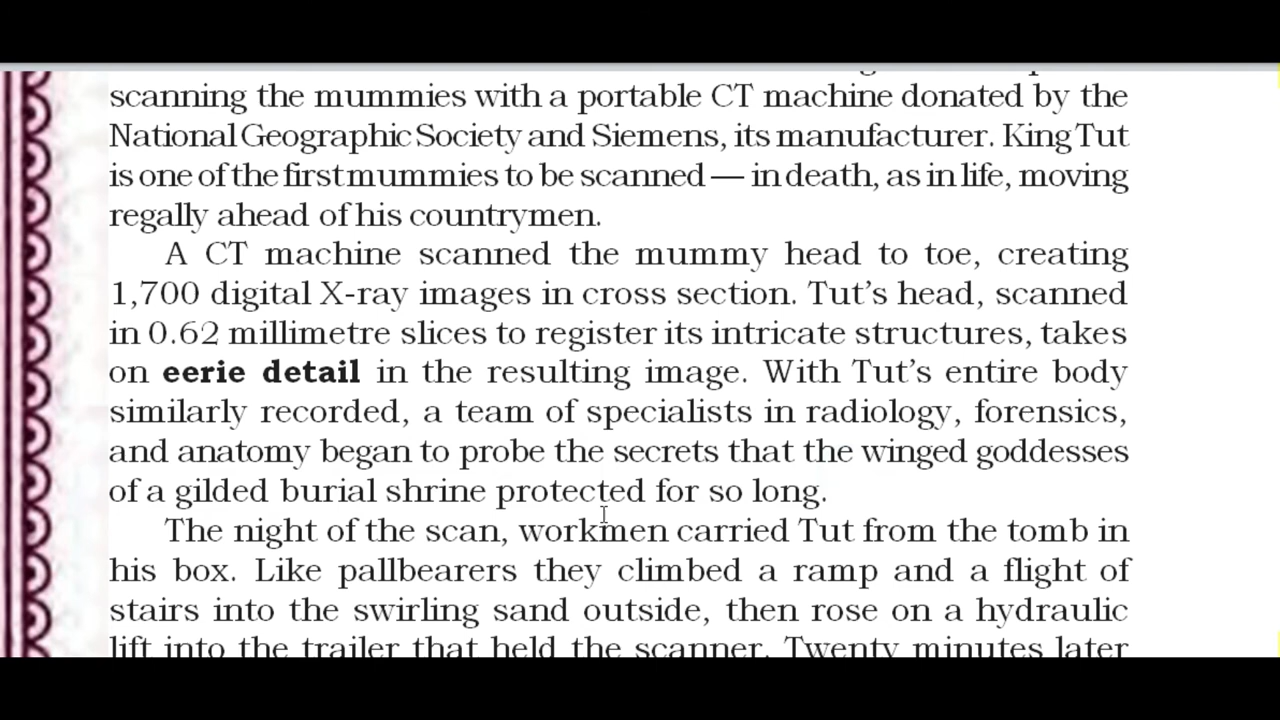 scanning the mummies with a portable CT machine donated by the
National Geographic Society and Siemens, its manufacturer. King Tut
is one of the first mummies to be scanned — in death, as in life, moving
regally ahead of his countrymen.
A CT machine scanned the mummy head to toe, creating
1,700 digital X-ray images in cross section. Tut's head, scanned
in 0.62 millimetre slices to register its intricate structures, takes
on eerie detail in the resulting image. With Tut's entire body
similarly recorded, a team of specialists in radiology, forensics,
and anatomy began to probe the secrets that the winged goddesses
of a gilded burial shrine protected for so long.
The night of the scan, workmen carried Tut from the tomb in
his box. Like pallbearers they climbed a ramp and a flight of
stairs into the swirling sand outside, then rose on a hydraulic
lift into the trailer that held the scanner. Twenty minutes later